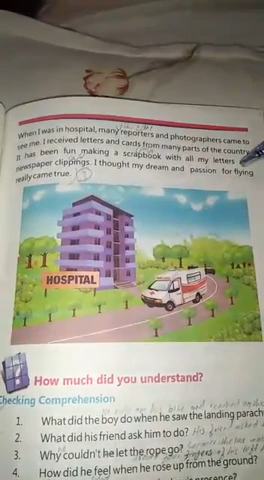 When I was in hospital, many reporters and photographers came to
see me. I received letters and cards from many parts of the country.
It has been fun making a scrapbook with all my letters
newspaper clippings. I thought my dream and passion for flying
really came true.
HOSPITAL
How much did you understand?
Checking Comprehension
1. What did the boy do when he saw the landing parach
2. What did his friend ask him to do?
3. Why couldn't he let the rope go?
4. How did he feel when he rose up from the ground?